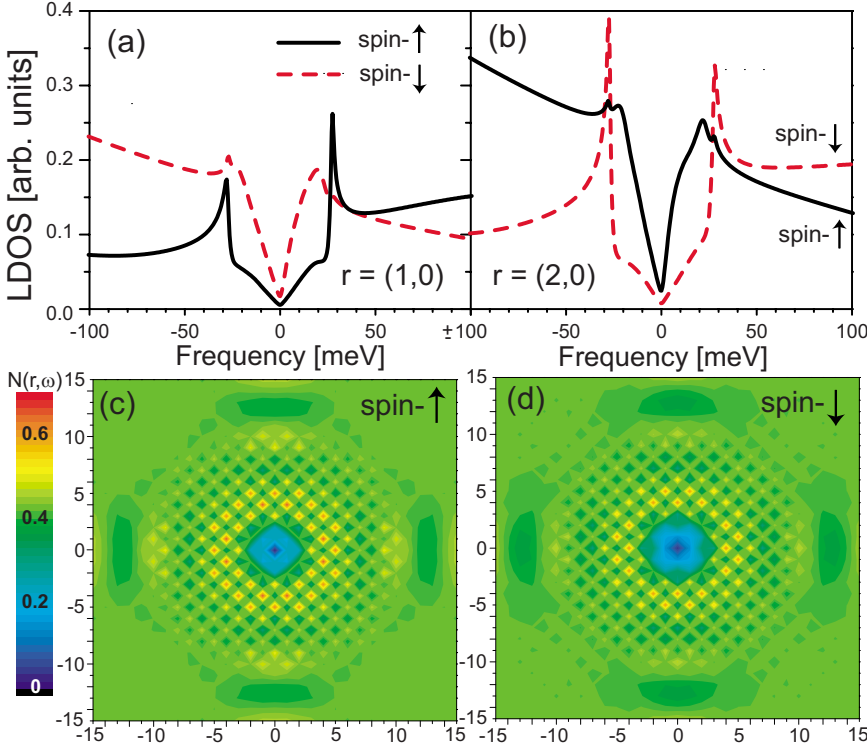 0.4
0.3
0.2
0.1
0.0
LDOS [arb. units]
(a)
spin-↑
spin-↓
r = (1,0)
-100
-50
0
50
±100
Frequency [meV]
(b)
spin-↓
spin-↑
r = (2,0)
-50
0
50
100
Frequency [meV]
N(r,ω)
0.6
0.4
0.2
0
(c)
spin-↑
15
10
5
0
-5
-10
-15
-15
-10
-5
0
5
10
15
(d)
spin-↓
15
10
5
0
-5
-10
-15
-15
-10
-5
0
5
10
15